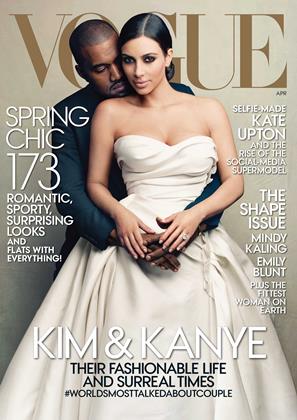 VOGUE
APR
SPRING
CHIC
173
ROMANTIC,
SPORTY,
SURPRISING
LOOKS
AND
FLATS WITH
EVERYTHING!
SELFIE-MADE
KATE
UPTON
AND THE
RISE OF THE
SOCIAL-MEDIA
SUPERMODEL
THE
SHAPE
ISSUE
MINDY
KALING
EMILY
BLUNT
PLUS THE
FITTEST
WOMAN ON
EARTH
KIM & KANYE
THEIR FASHIONABLE LIFE
AND SURREAL TIMES
#WORLDSMOSTTALKEDABOUTCOUPLE